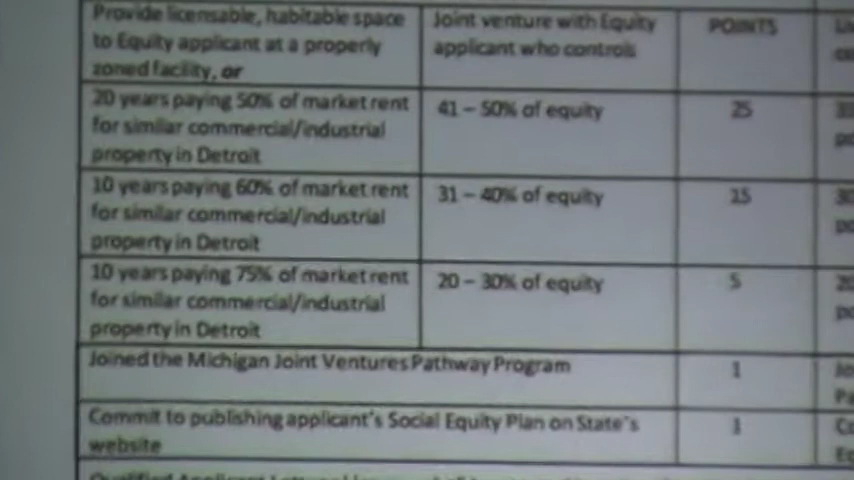 Provide licensable, habitable space
to Equity applicant at a properly
zoned facility, or
Joint venture with Equity
applicant who controls
POINTS
20 years paying 50% of market rent
for similar commercial/industrial
property in Detroit
41 – 50% of equity
25
10 years paying 60% of market rent
for similar commercial/industrial
property in Detroit
31 – 40% of equity
15
10 years paying 75% of market rent
for similar commercial/industrial
property in Detroit
20 – 30% of equity
5
Joined the Michigan Joint Ventures Pathway Program
1
Commit to publishing applicant's Social Equity Plan on State's
website
1